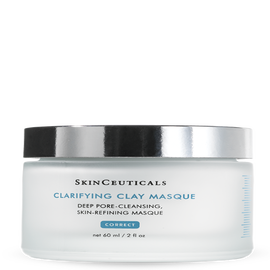 SKINCEUTICALS
CLARIFYING CLAY MASQUE
DEEP PORE-CLEANSING,
SKIN-REFINING MASQUE
CORRECT
net 60 ml / 2 fl oz